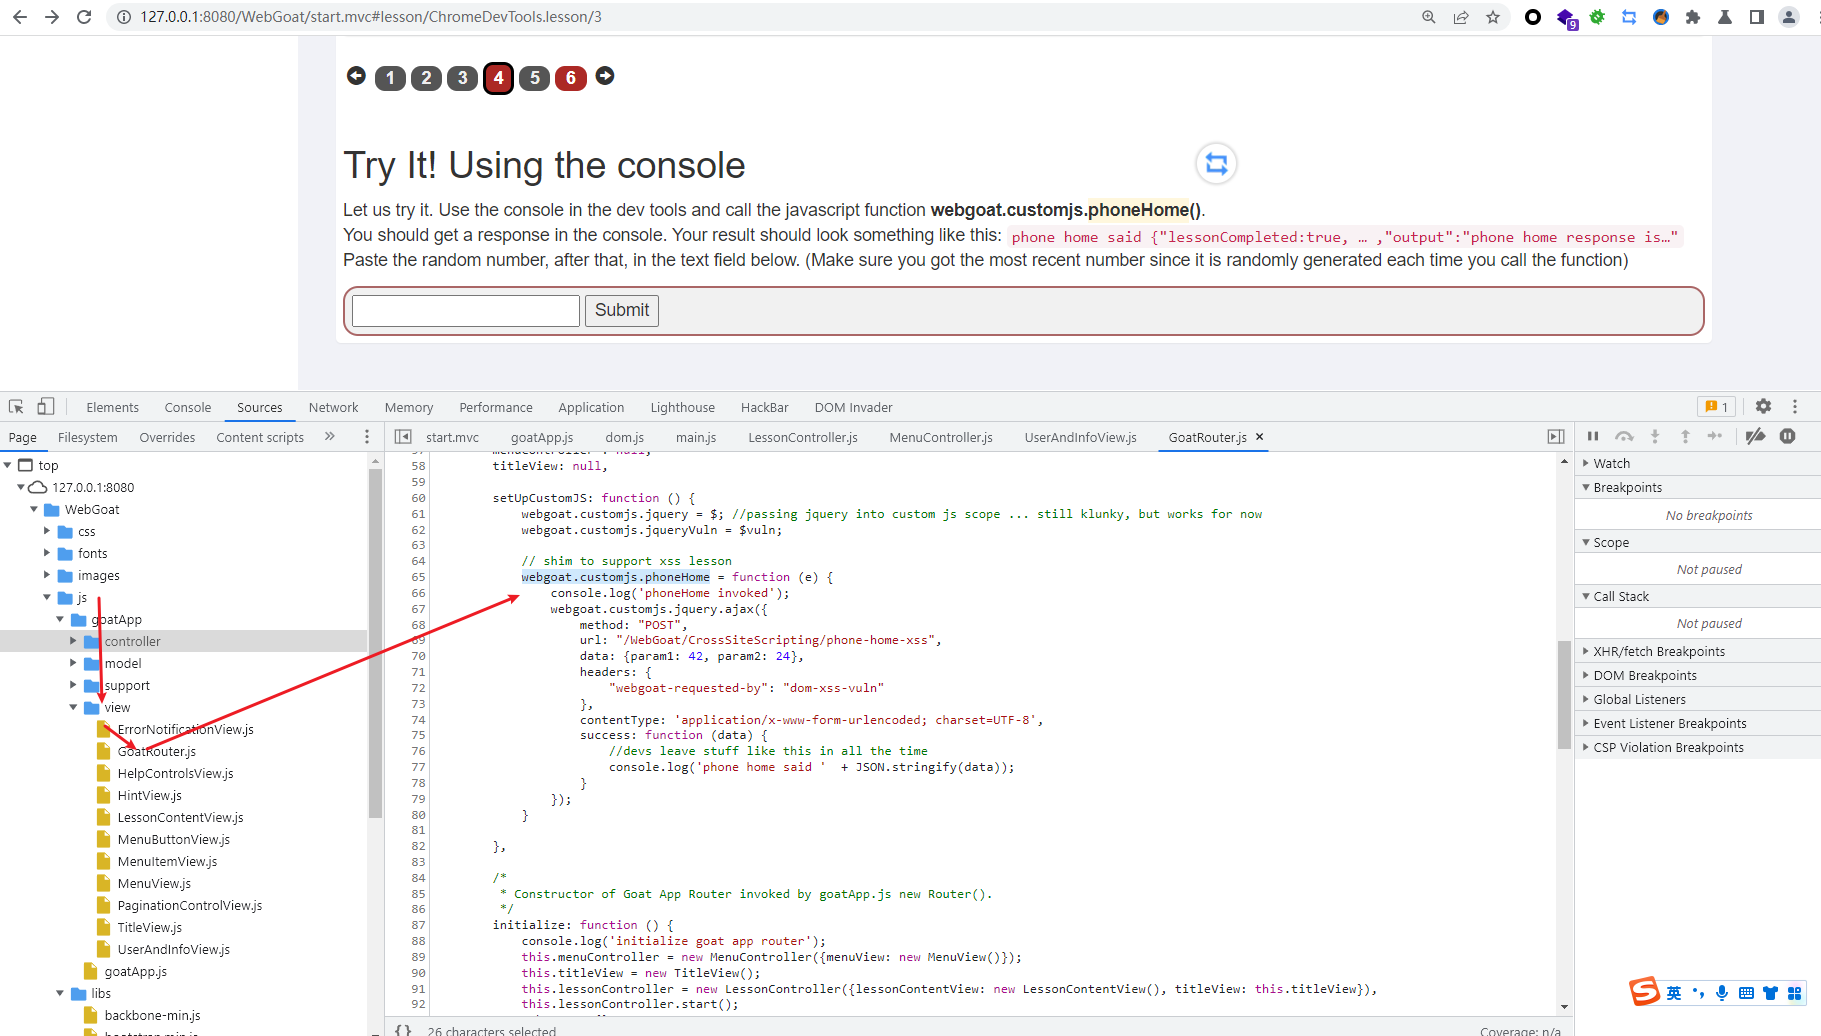 127.0.0.1:8080/WebGoat/start.mvc#lesson/ChromeDevTools.lesson/3
9
1 2 3 4 5 6
Try It! Using the console
Let us try it. Use the console in the dev tools and call the javascript function webgoat.customjs.phoneHome().
You should get a response in the console. Your result should look something like this: phone home said {"lessonCompleted:true, … ,"output":"phone home response is…"
Paste the random number, after that, in the text field below. (Make sure you got the most recent number since it is randomly generated each time you call the function)
Submit
Elements Console Sources Network Memory Performance Application Lighthouse HackBar DOM Invader 1
Page Filesystem Overrides Content scripts »
start.mvc goatApp.js dom.js main.js LessonController.js MenuController.js UserAndInfoView.js GoatRouter.js ×
top
127.0.0.1:8080
WebGoat
css
fonts
images
js
goatApp
controller
model
support
view
ErrorNotificationView.js
GoatRouter.js
HelpControlsView.js
HintView.js
LessonContentView.js
MenuButtonView.js
MenuItemView.js
MenuView.js
PaginationControlView.js
TitleView.js
UserAndInfoView.js
goatApp.js
libs
backbone-min.js
bootstrap.min.js
57 menuController : null,
58 titleView: null,
59
60 setUpCustomJS: function () {
61 webgoat.customjs.jquery = $; //passing jquery into custom js scope ... still klunky, but works for now
62 webgoat.customjs.jqueryVuln = $vuln;
63
64 // shim to support xss lesson
65 webgoat.customjs.phoneHome = function (e) {
66 console.log('phoneHome invoked');
67 webgoat.customjs.jquery.ajax({
68 method: "POST",
69 url: "/WebGoat/CrossSiteScripting/phone-home-xss",
70 data: {param1: 42, param2: 24},
71 headers: {
72 "webgoat-requested-by": "dom-xss-vuln"
73 },
74 contentType: 'application/x-www-form-urlencoded; charset=UTF-8',
75 success: function (data) {
76 //devs leave stuff like this in all the time
77 console.log('phone home said '  + JSON.stringify(data));
78 }
79 });
80 }
81
82 },
83
84 /*
85 * Constructor of Goat App Router invoked by goatApp.js new Router().
86 */
87 initialize: function () {
88 console.log('initialize goat app router');
89 this.menuController = new MenuController({menuView: new MenuView()});
90 this.titleView = new TitleView();
91 this.lessonController = new LessonController({lessonContentView: new LessonContentView(), titleView: this.titleView}),
92 this.lessonController.start();
{} 26 characters selected
Coverage: n/a
Watch
Breakpoints
No breakpoints
Scope
Not paused
Call Stack
Not paused
XHR/fetch Breakpoints
DOM Breakpoints
Global Listeners
Event Listener Breakpoints
CSP Violation Breakpoints
S 英